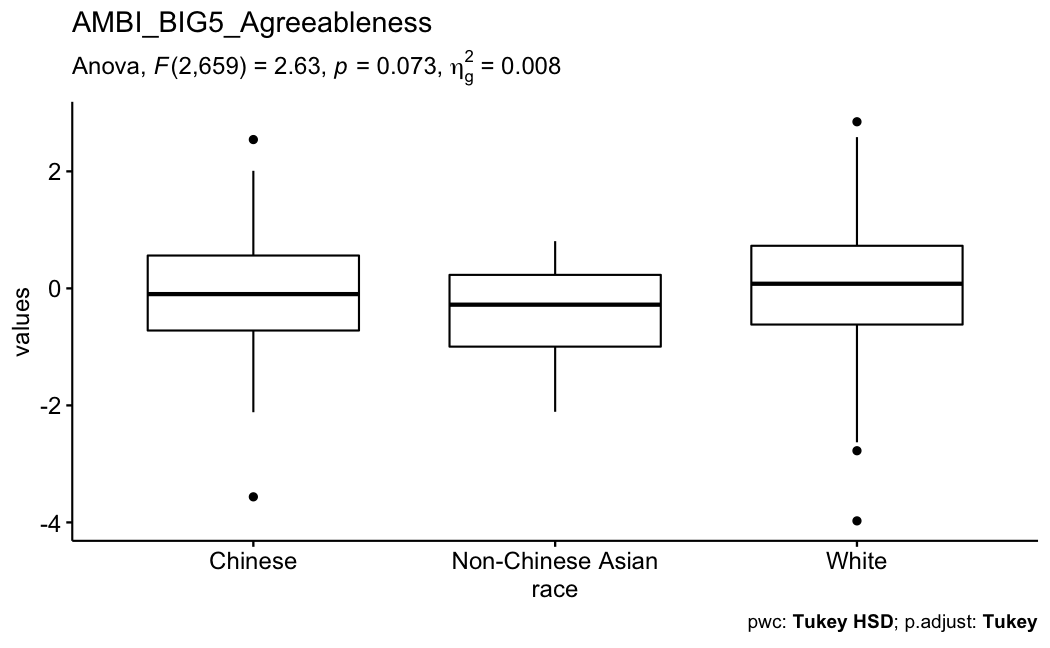 AMBI_BIG5_Agreeableness
Anova, F(2,659) = 2.63, p = 0.073, η²g = 0.008
2
0
-2
-4
values
Chinese Non-Chinese Asian White
race
pwc: Tukey HSD; p.adjust: Tukey